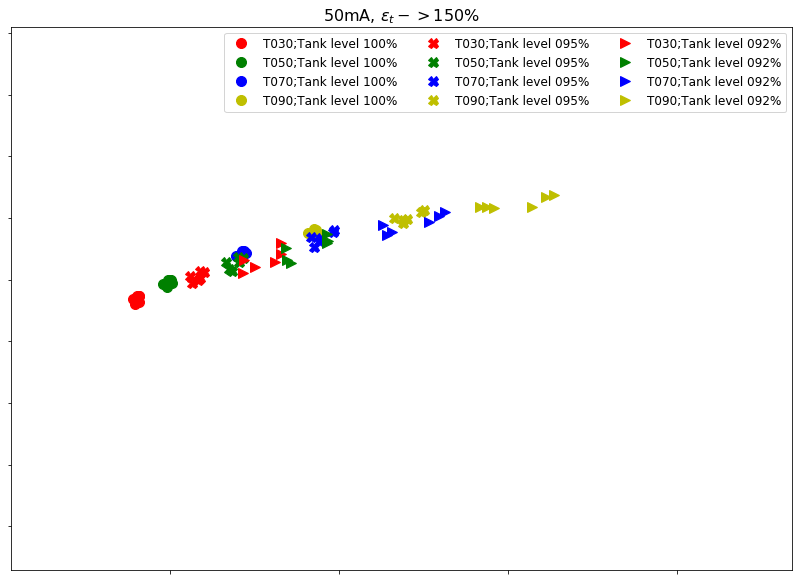 50mA, εt− >150%
T030;Tank level 100%
T050;Tank level 100%
T070;Tank level 100%
T090;Tank level 100%
T030;Tank level 095%
T050;Tank level 095%
T070;Tank level 095%
T090;Tank level 095%
T030;Tank level 092%
T050;Tank level 092%
T070;Tank level 092%
T090;Tank level 092%